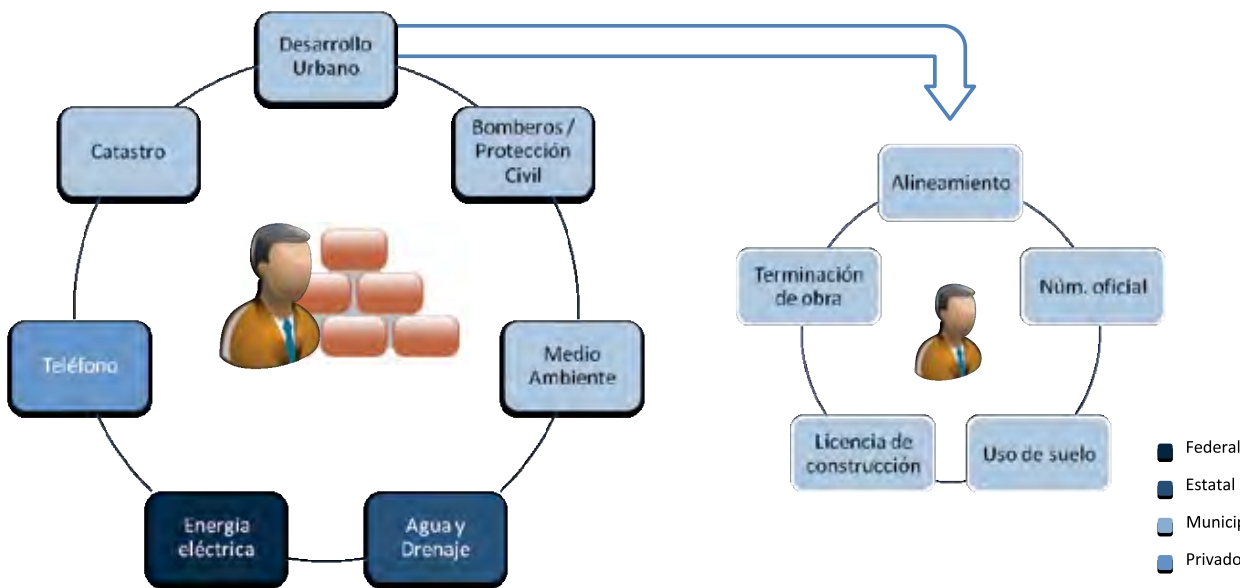 Desarrollo
Urbano
Bomberos /
Protección
Civil
Catastro
Alineamiento
Terminación
de obra
Núm. oficial
Teléfono
Medio
Ambiente
Licencia de
construcción
Uso de suelo
Energía
eléctrica
Agua y
Drenaje
Federal
Estatal
Municip
Privado